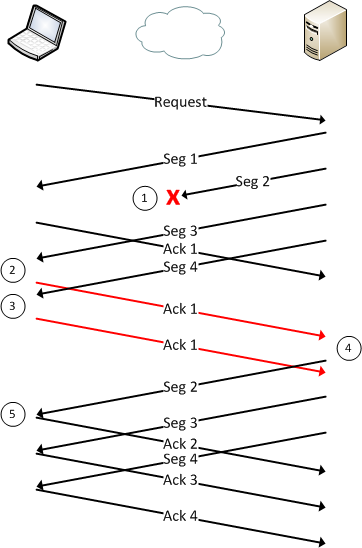 Request
Seg 1
Seg 2
1
X
Seg 3
Ack 1
Seg 4
2
3
Ack 1
Ack 1
4
Seg 2
5
Seg 3
Ack 2
Seg 4
Ack 3
Ack 4